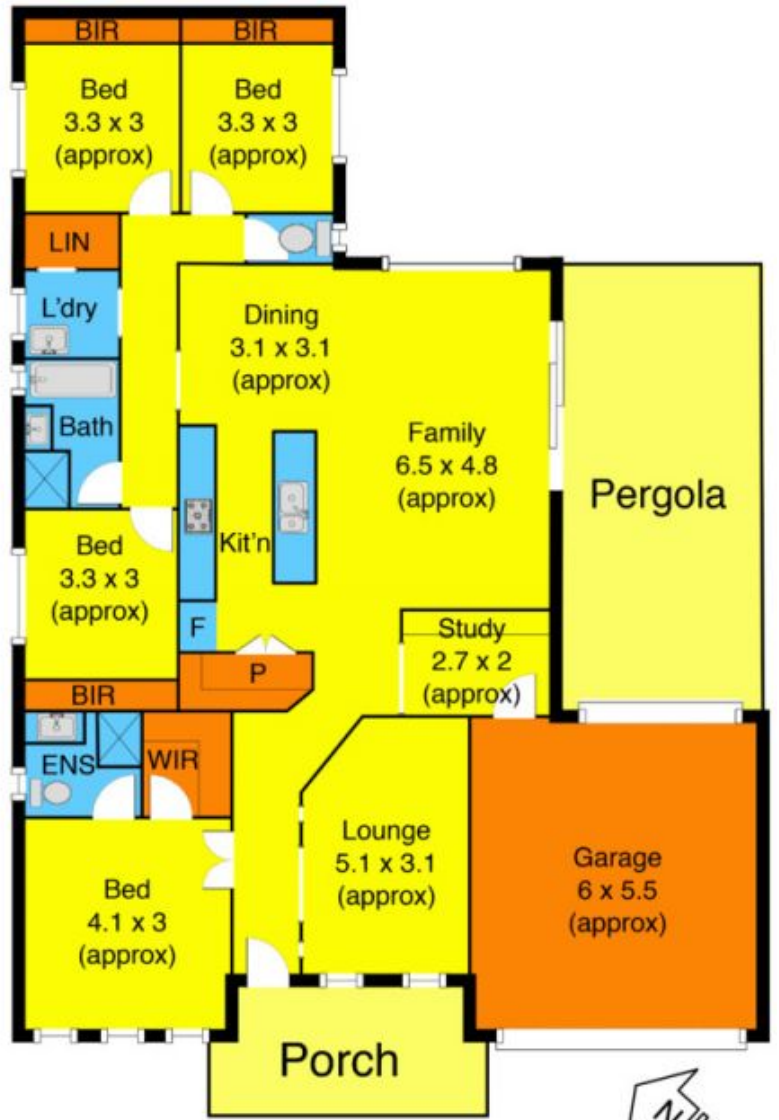 BIR
BIR
Bed
3.3 x 3
(approx)
Bed
3.3 x 3
(approx)
LIN
L'dry
Dining
3.1 x 3.1
(approx)
Bath
Family
6.5 x 4.8
(approx)
Pergola
Kit'n
Bed
3.3 x 3
(approx)
F
Study
2.7 x 2
(approx)
P
BIR
ENS
WIR
Lounge
5.1 x 3.1
(approx)
Garage
6 x 5.5
(approx)
Bed
4.1 x 3
(approx)
Porch